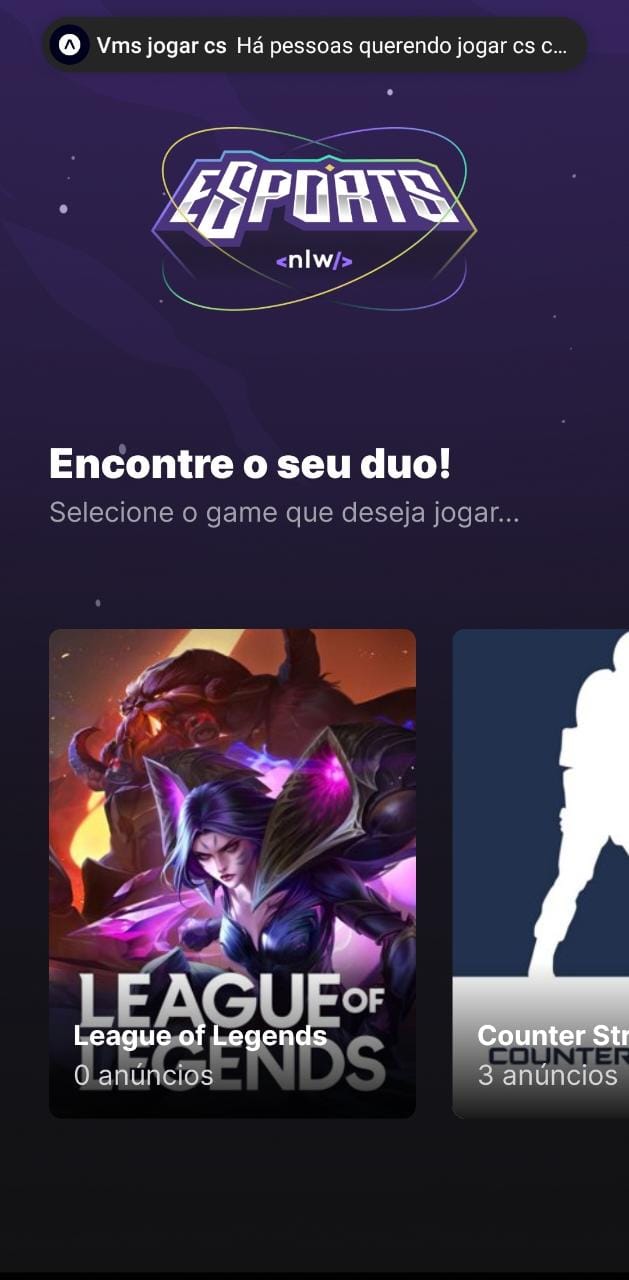 Vms jogar cs Há pessoas querendo jogar cs c...
ESPORTS
<nlw/>
Encontre o seu duo!
Selecione o game que deseja jogar...
LEAGUE OF
League of Legends
LEGENDS
0 anúncios
Counter Str
COUNTER
3 anúncios